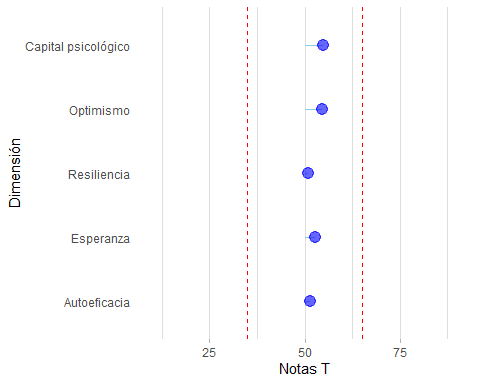 Capital psicológico
Optimismo
Resiliencia
Esperanza
Autoeficacia
Dimensión
25 50 75
Notas T